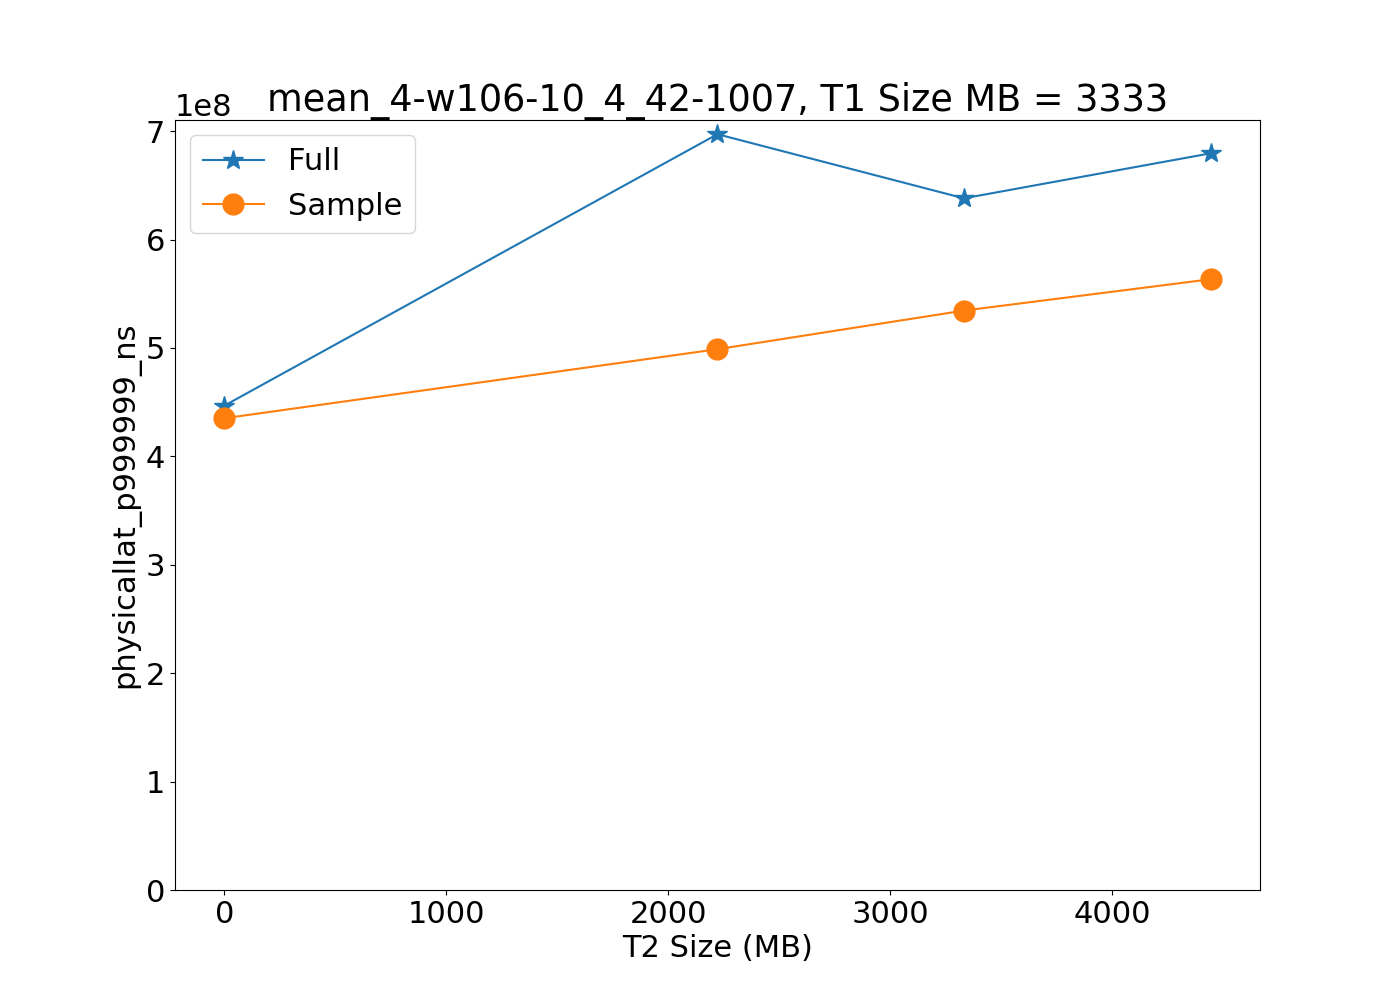 mean_4-w106-10_4_42-1007, T1 Size MB = 3333
1e8
Full
Sample
7
6
5
4
3
2
1
0
physicallat_p999999_ns
0 1000 2000 3000 4000
T2 Size (MB)